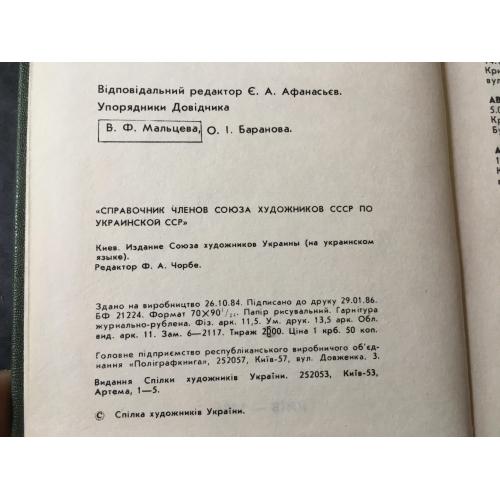 Відповідальний редактор Є. А. Афанасьєв.
Упорядники Довідника
В. Ф. Мальцева, О. І. Баранова.
«СПРАВОЧНИК ЧЛЕНОВ СОЮЗА ХУДОЖНИКОВ СССР ПО
УКРАИНСКОЙ ССР»
Киев. Издание Союза художников Украины (на украинском
языке).
Редактор Ф. А. Чорбе.
Здано на виробництво 26.10.84. Підписано до друку 29.01.86.
БФ 21224. Формат 70×90¹/₂₄. Папір рисувальний. Гарнітура
журнально-рублена. Фіз. арк. 11,5. Ум. друк. 13,5 арк. Обл.
вид. арк. 11. Зам. 6—2117. Тираж 2000. Ціна 1 крб. 50 коп.
Головне підприємство республіканського виробничого об'єд-
нання «Поліграфкнига», 252057, Київ-57, вул. Довженка, 3.
Видання Спілки художників України. 252053, Київ-53,
Артема, 1—5.
© Спілка художників України.